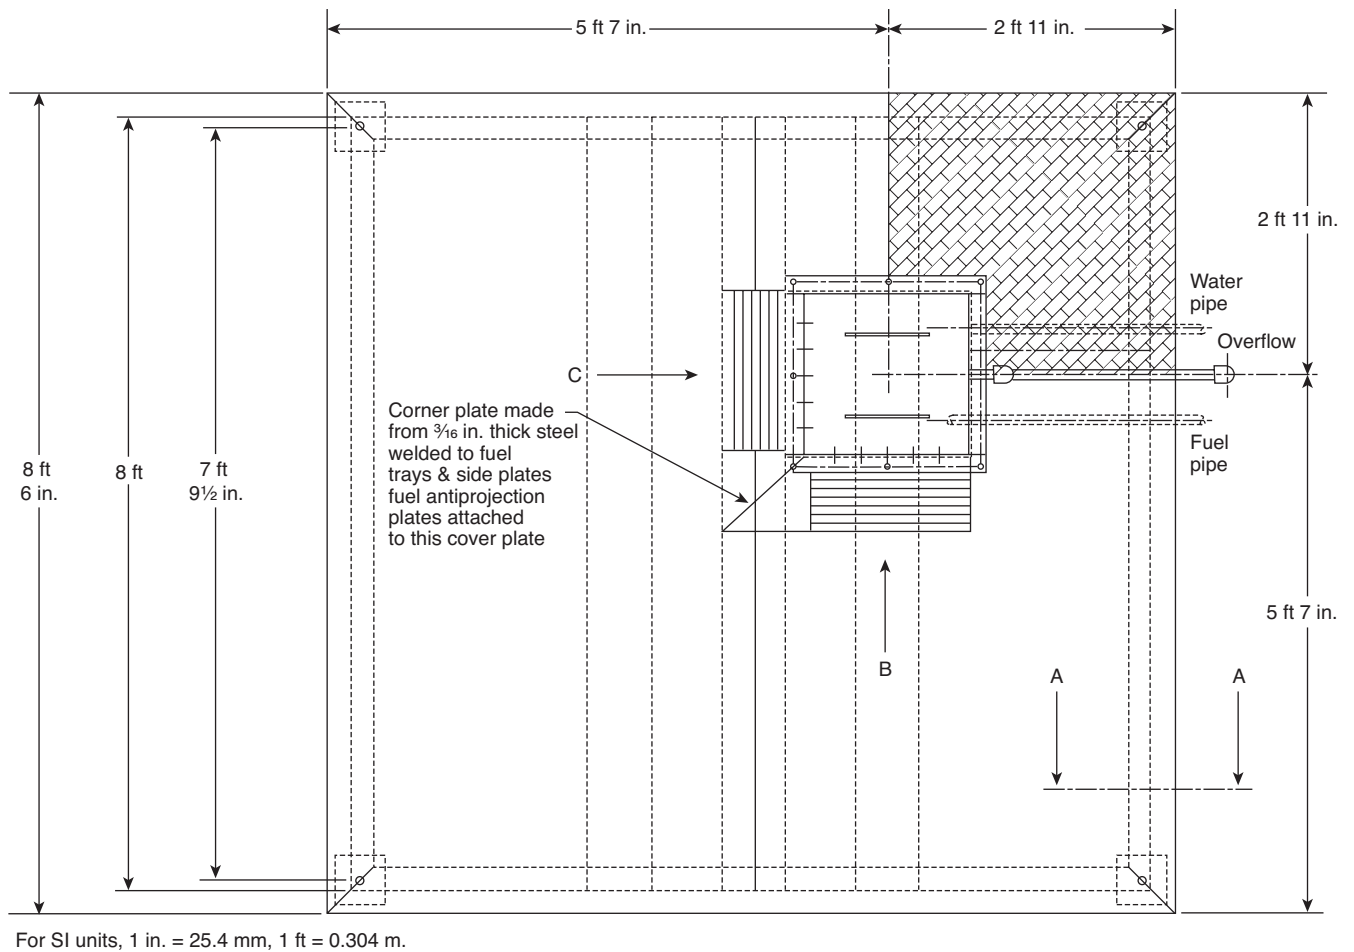 5 ft 7 in.
2 ft 11 in.
2 ft 11 in.
Water
pipe
Overflow
C
Corner plate made
from 3⁄16 in. thick steel
welded to fuel
trays & side plates
fuel antiprojection
plates attached
to this cover plate
Fuel
pipe
8 ft
6 in.
8 ft
7 ft
9½ in.
5 ft 7 in.
B
A
A
For SI units, 1 in. = 25.4 mm, 1 ft = 0.304 m.